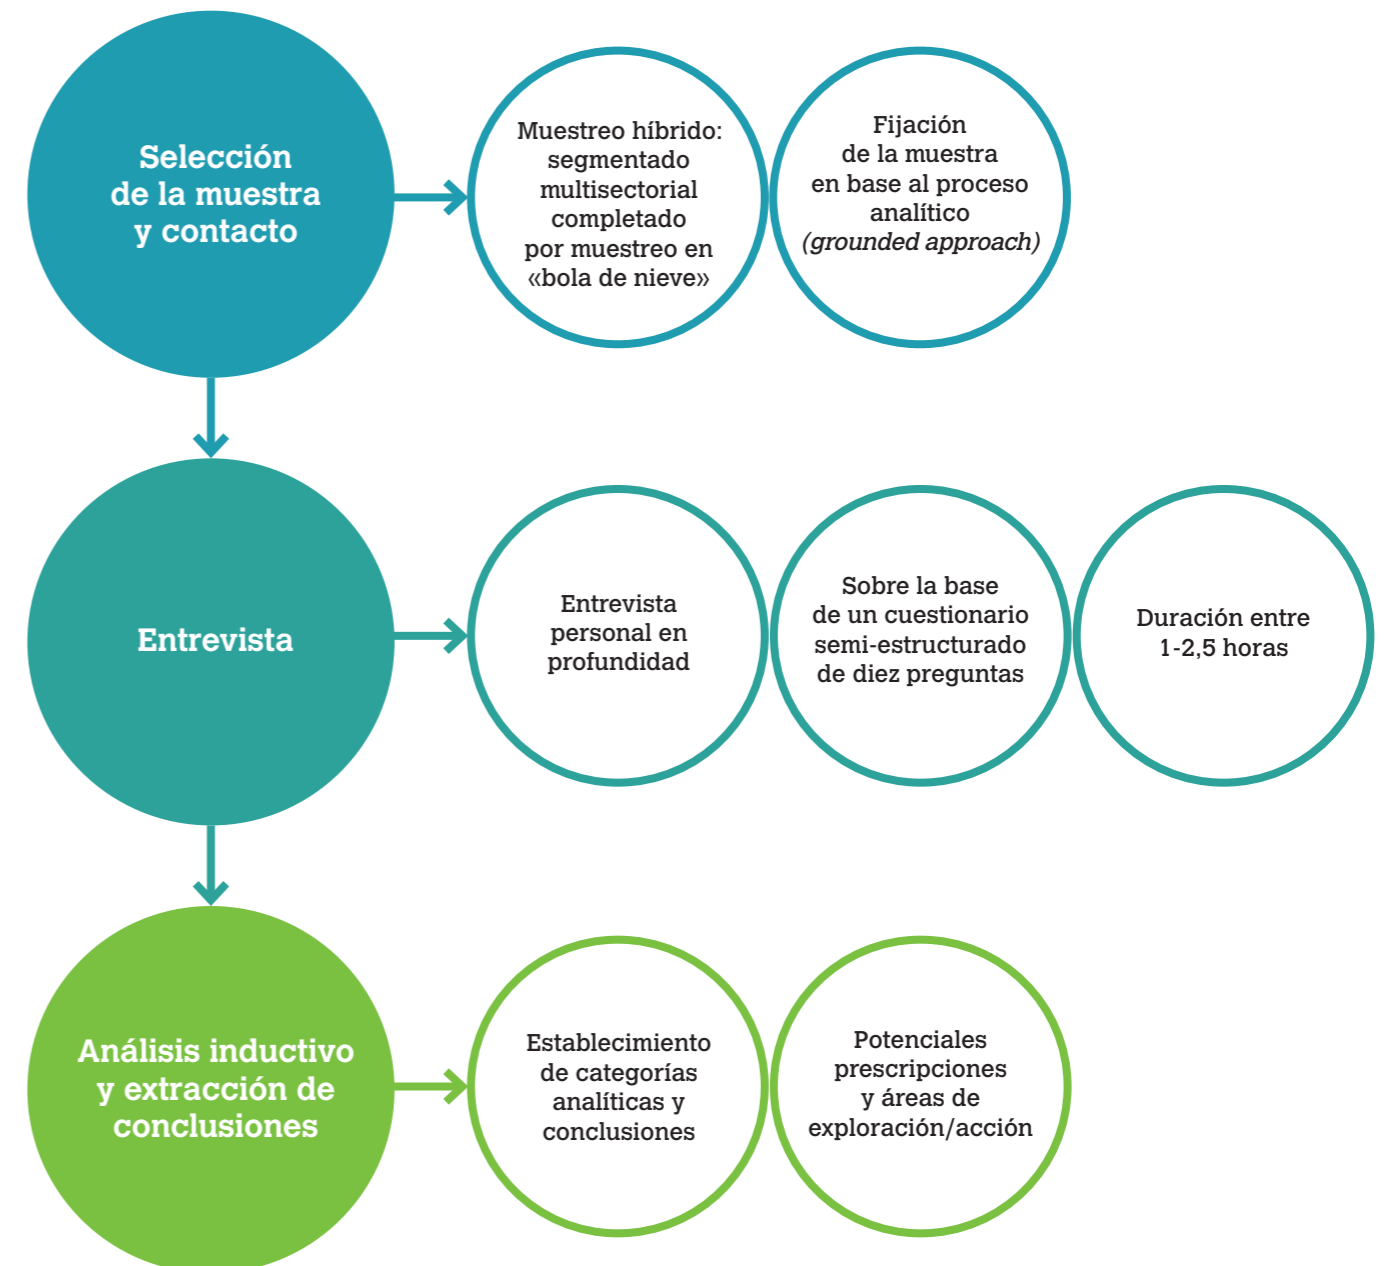 Selección
de la muestra
y contacto
Muestreo híbrido:
segmentado
multisectorial
completado
por muestreo en
«bola de nieve»
Fijación
de la muestra
en base al proceso
analítico
(grounded approach)
Entrevista
Entrevista
personal en
profundidad
Sobre la base
de un cuestionario
semi-estructurado
de diez preguntas
Duración entre
1-2,5 horas
Análisis inductivo
y extracción de
conclusiones
Establecimiento
de categorías
analíticas y
conclusiones
Potenciales
prescripciones
y áreas de
exploración/acción